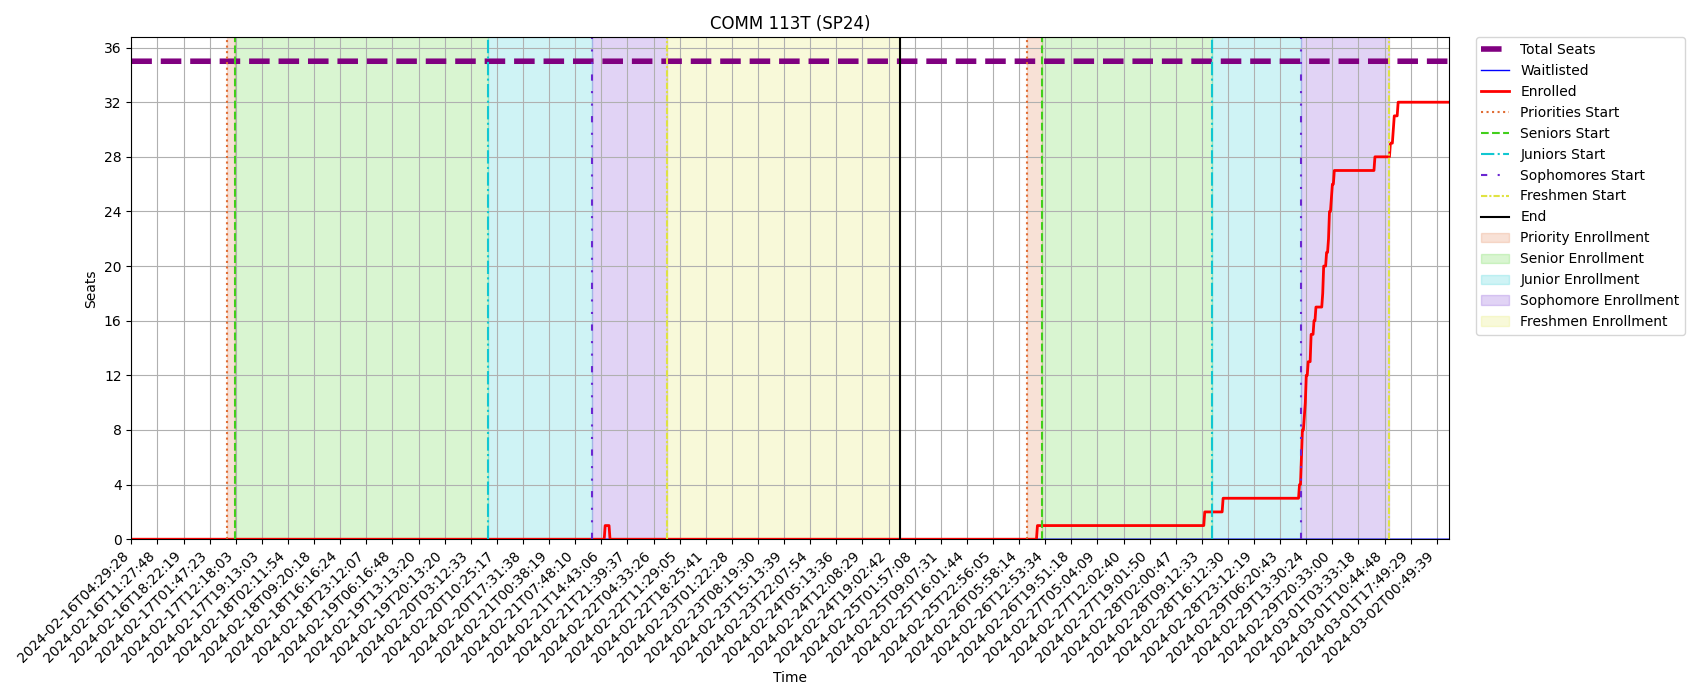 COMM 113T (SP24)
Seats
36
32
28
24
20
16
12
8
4
0
2024-02-16T04:29:28
2024-02-16T11:27:48
2024-02-16T18:22:19
2024-02-17T01:47:23
2024-02-17T12:18:03
2024-02-17T19:13:03
2024-02-18T02:11:54
2024-02-18T09:20:18
2024-02-18T16:16:24
2024-02-18T23:12:07
2024-02-19T06:16:48
2024-02-19T13:13:20
2024-02-19T20:13:20
2024-02-20T03:12:33
2024-02-20T10:25:17
2024-02-20T17:31:38
2024-02-21T00:38:19
2024-02-21T07:48:10
2024-02-21T14:43:06
2024-02-21T21:39:37
2024-02-22T04:33:26
2024-02-22T11:29:05
2024-02-22T18:25:41
2024-02-23T01:22:28
2024-02-23T08:19:30
2024-02-23T15:13:39
2024-02-23T22:07:54
2024-02-24T05:13:36
2024-02-24T12:08:29
2024-02-24T19:02:42
2024-02-25T01:57:08
2024-02-25T09:07:31
2024-02-25T16:01:44
2024-02-25T22:56:05
2024-02-26T05:58:14
2024-02-26T12:53:34
2024-02-26T19:51:18
2024-02-27T05:04:09
2024-02-27T12:02:40
2024-02-27T19:01:50
2024-02-28T02:00:47
2024-02-28T09:12:33
2024-02-28T16:12:30
2024-02-28T23:12:19
2024-02-29T06:20:43
2024-02-29T13:30:24
2024-02-29T20:33:00
2024-03-01T03:33:18
2024-03-01T10:44:48
2024-03-01T17:49:29
2024-03-02T00:49:39
Time
Total Seats
Waitlisted
Enrolled
Priorities Start
Seniors Start
Juniors Start
Sophomores Start
Freshmen Start
End
Priority Enrollment
Senior Enrollment
Junior Enrollment
Sophomore Enrollment
Freshmen Enrollment